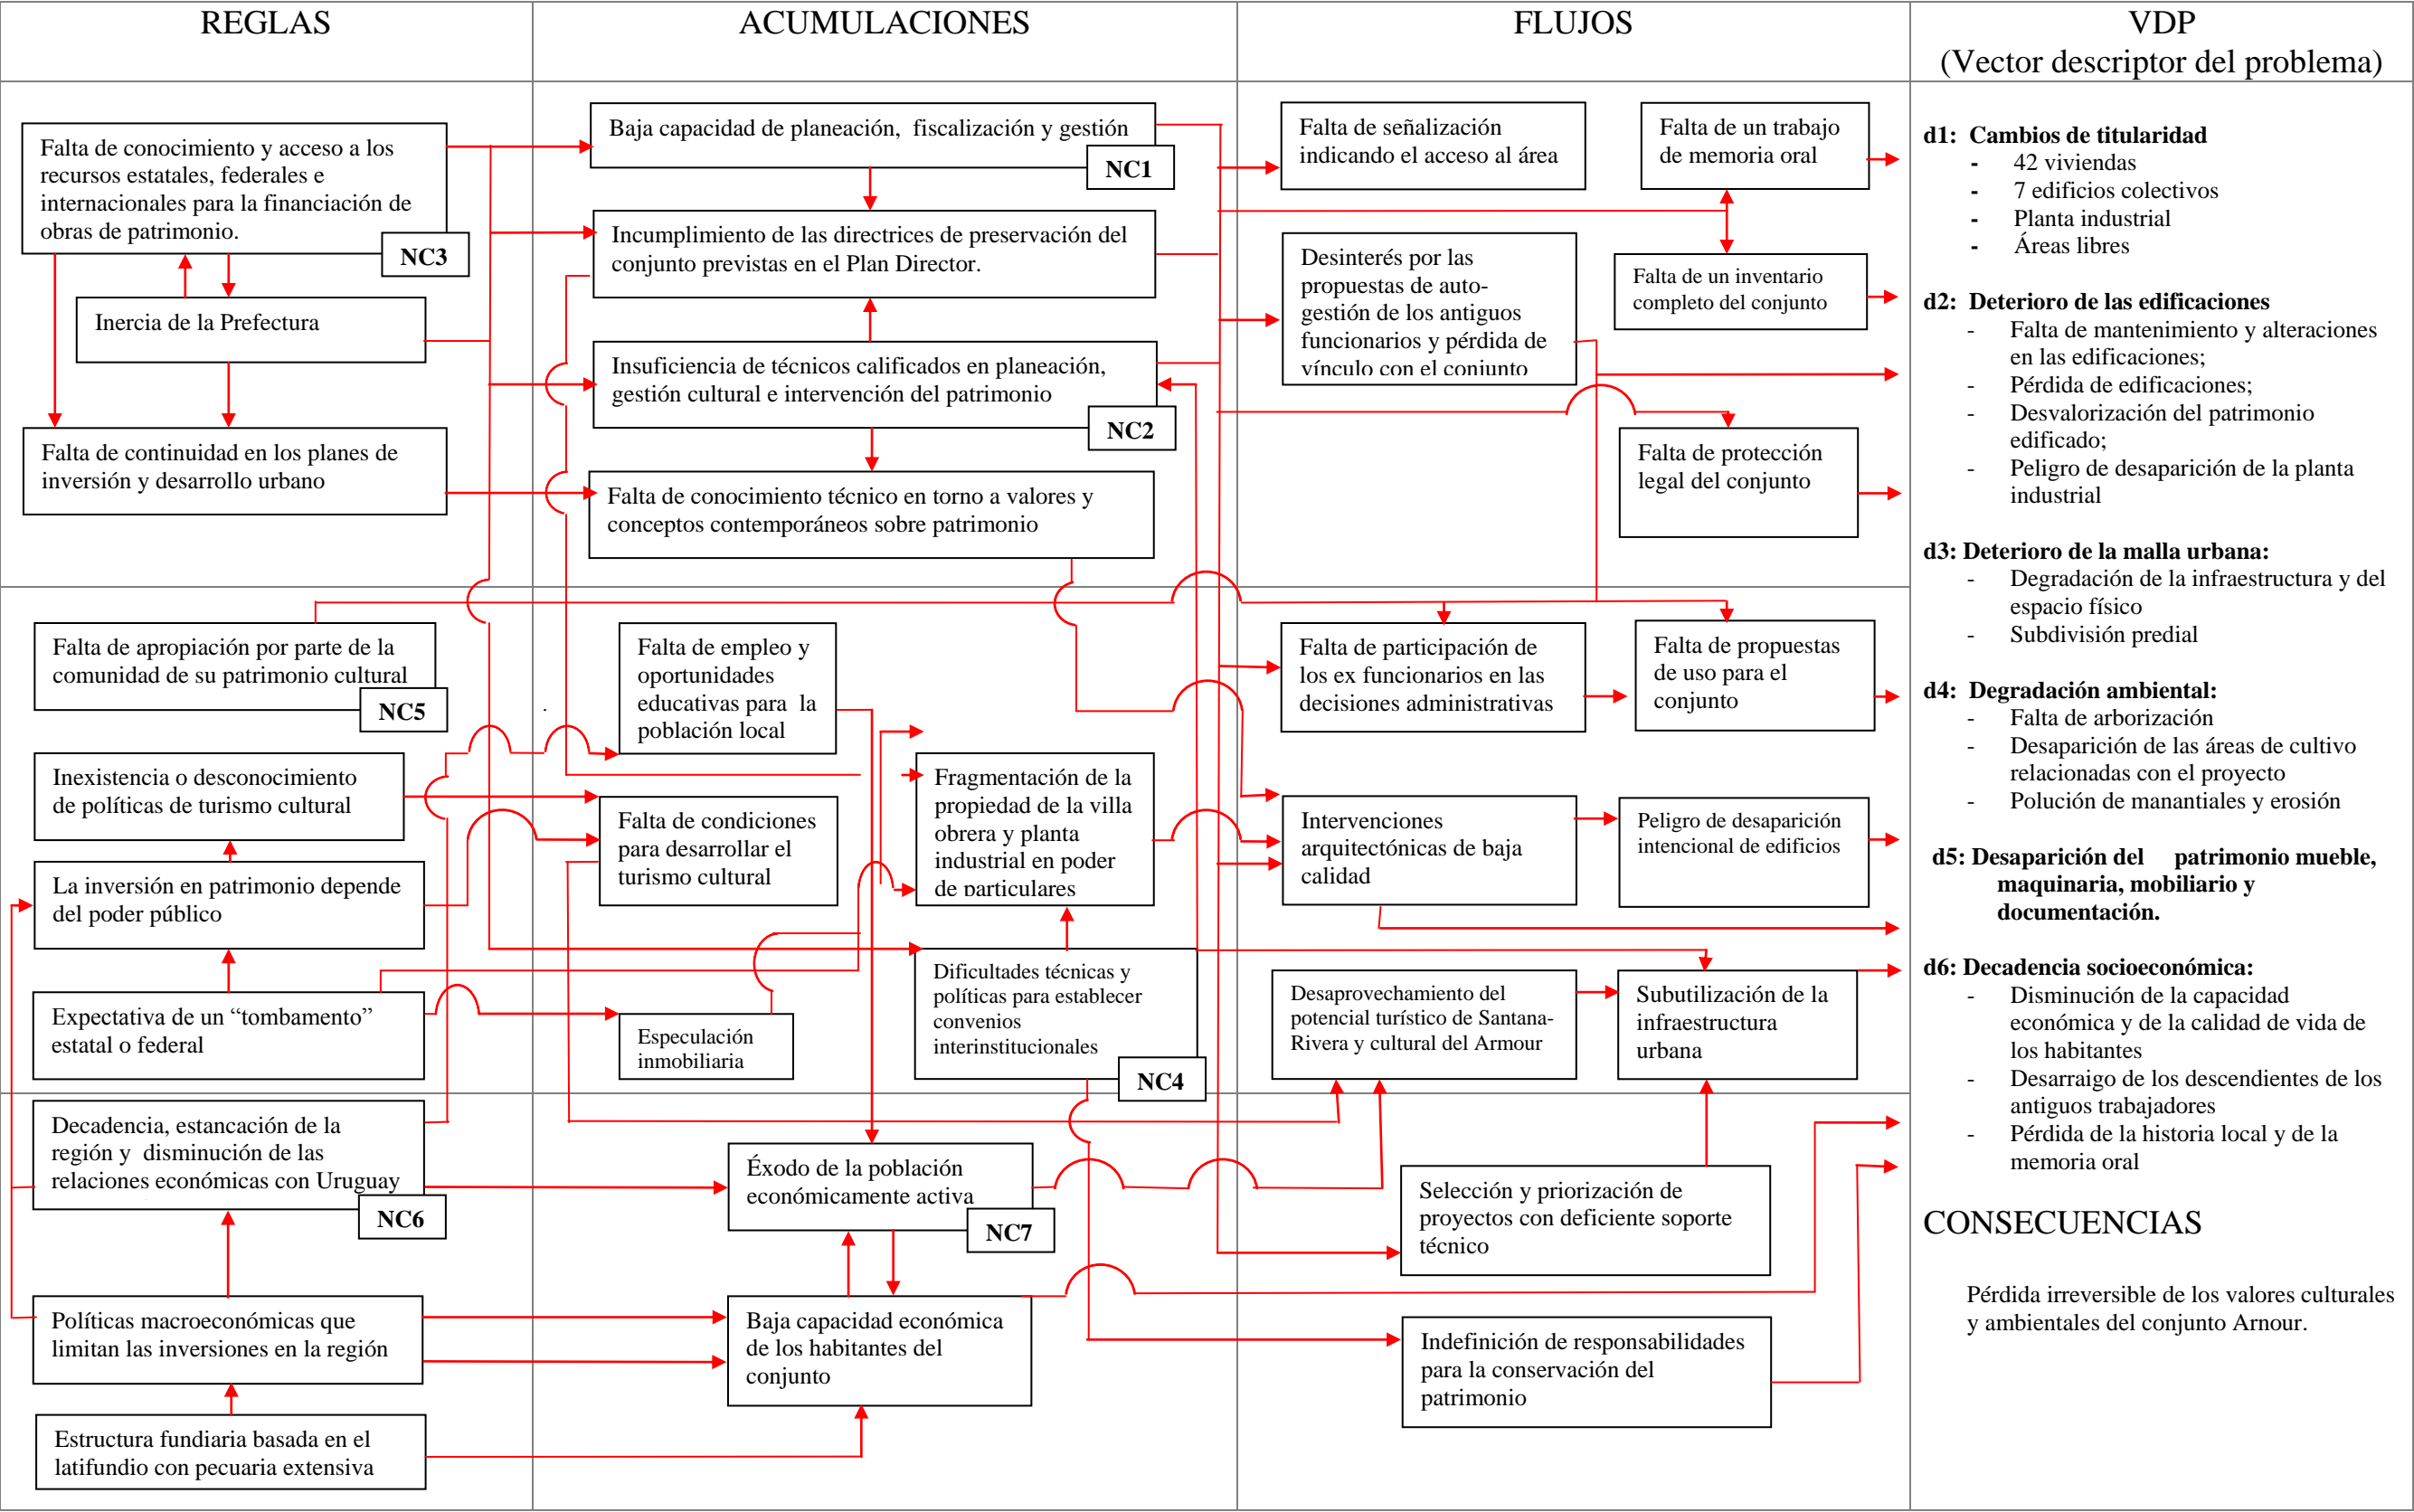 REGLAS
ACUMULACIONES
FLUJOS
VDP
(Vector descriptor del problema)
Falta de conocimiento y acceso a los
recursos estatales, federales e
internacionales para la financiación de
obras de patrimonio.
NC3
Inercia de la Prefectura
Falta de continuidad en los planes de
inversión y desarrollo urbano
Falta de apropiación por parte de la
comunidad de su patrimonio cultural
NC5
Inexistencia o desconocimiento
de políticas de turismo cultural
La inversión en patrimonio depende
del poder público
Expectativa de un “tombamento”
estatal o federal
Decadencia, estancación de la
región y disminución de las
relaciones económicas con Uruguay
NC6
Políticas macroeconómicas que
limitan las inversiones en la región
Estructura fundiaria basada en el
latifundio con pecuaria extensiva
Baja capacidad de planeación, fiscalización y gestión
NC1
Incumplimiento de las directrices de preservación del
conjunto previstas en el Plan Director.
Insuficiencia de técnicos calificados en planeación,
gestión cultural e intervención del patrimonio
NC2
Falta de conocimiento técnico en torno a valores y
conceptos contemporáneos sobre patrimonio
Falta de empleo y
oportunidades
educativas para la
población local
Falta de condiciones
para desarrollar el
turismo cultural
Fragmentación de la
propiedad de la villa
obrera y planta
industrial en poder
de particulares
Especulación
inmobiliaria
Dificultades técnicas y
políticas para establecer
convenios
interinstitucionales
NC4
Éxodo de la población
económicamente activa
NC7
Baja capacidad económica
de los habitantes del
conjunto
Falta de señalización
indicando el acceso al área
Falta de un trabajo
de memoria oral
Desinterés por las
propuestas de auto-
gestión de los antiguos
funcionarios y pérdida de
vínculo con el conjunto
Falta de un inventario
completo del conjunto
Falta de protección
legal del conjunto
Falta de participación de
los ex funcionarios en las
decisiones administrativas
Falta de propuestas
de uso para el
conjunto
Intervenciones
arquitectónicas de baja
calidad
Peligro de desaparición
intencional de edificios
Desaprovechamiento del
potencial turístico de Santana-
Rivera y cultural del Armour
Subutilización de la
infraestructura
urbana
Selección y priorización de
proyectos con deficiente soporte
técnico
Indefinición de responsabilidades
para la conservación del
patrimonio
d1: Cambios de titularidad
- 42 viviendas
- 7 edificios colectivos
- Planta industrial
- Áreas libres
d2: Deterioro de las edificaciones
- Falta de mantenimiento y alteraciones
en las edificaciones;
- Pérdida de edificaciones;
- Desvalorización del patrimonio
edificado;
- Peligro de desaparición de la planta
industrial
d3: Deterioro de la malla urbana:
- Degradación de la infraestructura y del
espacio físico
- Subdivisión predial
d4: Degradación ambiental:
- Falta de arborización
- Desaparición de las áreas de cultivo
relacionadas con el proyecto
- Polución de manantiales y erosión
d5: Desaparición del patrimonio mueble,
maquinaria, mobiliario y
documentación.
d6: Decadencia socioeconómica:
- Disminución de la capacidad
económica y de la calidad de vida de
los habitantes
- Desarraigo de los descendientes de los
antiguos trabajadores
- Pérdida de la historia local y de la
memoria oral
CONSECUENCIAS
Pérdida irreversible de los valores culturales
y ambientales del conjunto Arnour.